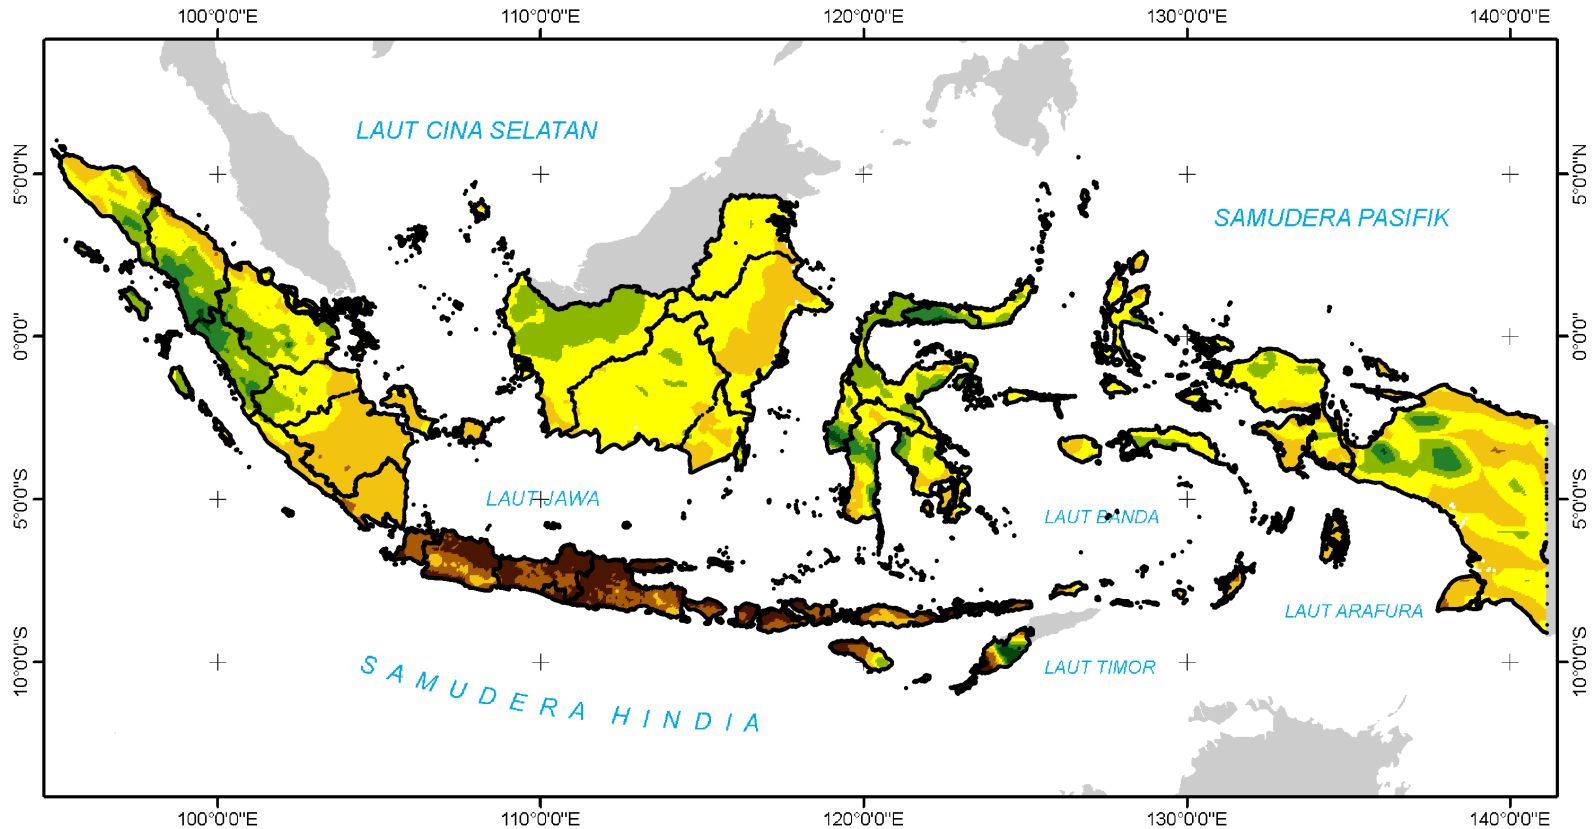 100°0'0"E 110°0'0"E 120°0'0"E 130°0'0"E 140°0'0"E
LAUT CINA SELATAN
5°0'0"N 5°0'0"N
SAMUDERA PASIFIK
0°0'0" 0°0'0"
5°0'0"S 5°0'0"S
LAUT JAWA
LAUT BANDA
LAUT ARAFURA
10°0'0"S 10°0'0"S
LAUT TIMOR
SAMUDERA HINDIA
100°0'0"E 110°0'0"E 120°0'0"E 130°0'0"E 140°0'0"E